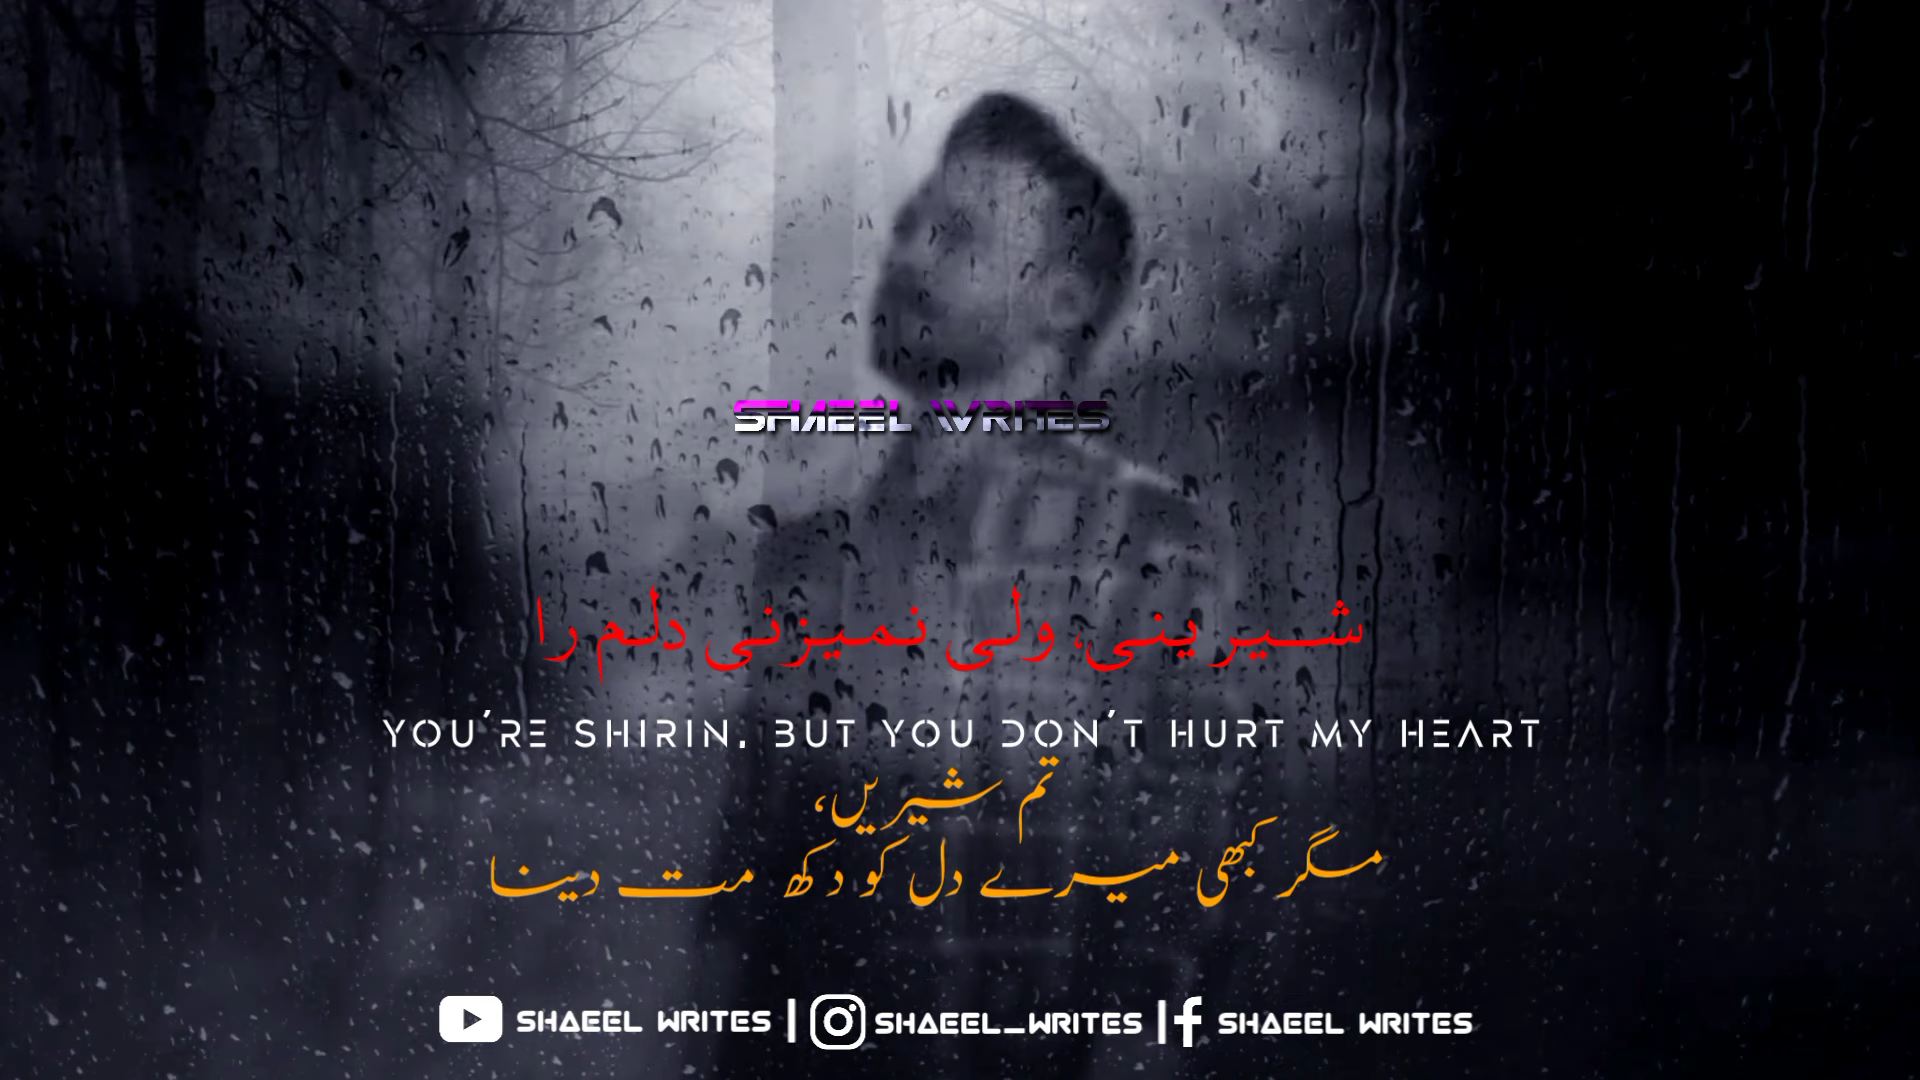 SHAEEL WRITES
شیرینی، ولی نمیزنی دلم را
YOU'RE SHIRIN, BUT YOU DON'T HURT MY HEART
تم شیریں،
مگر کبھی میرے دل کو دکھ مت دینا
SHAEEL WRITES | SHAEEL_WRITES | SHAEEL WRITES